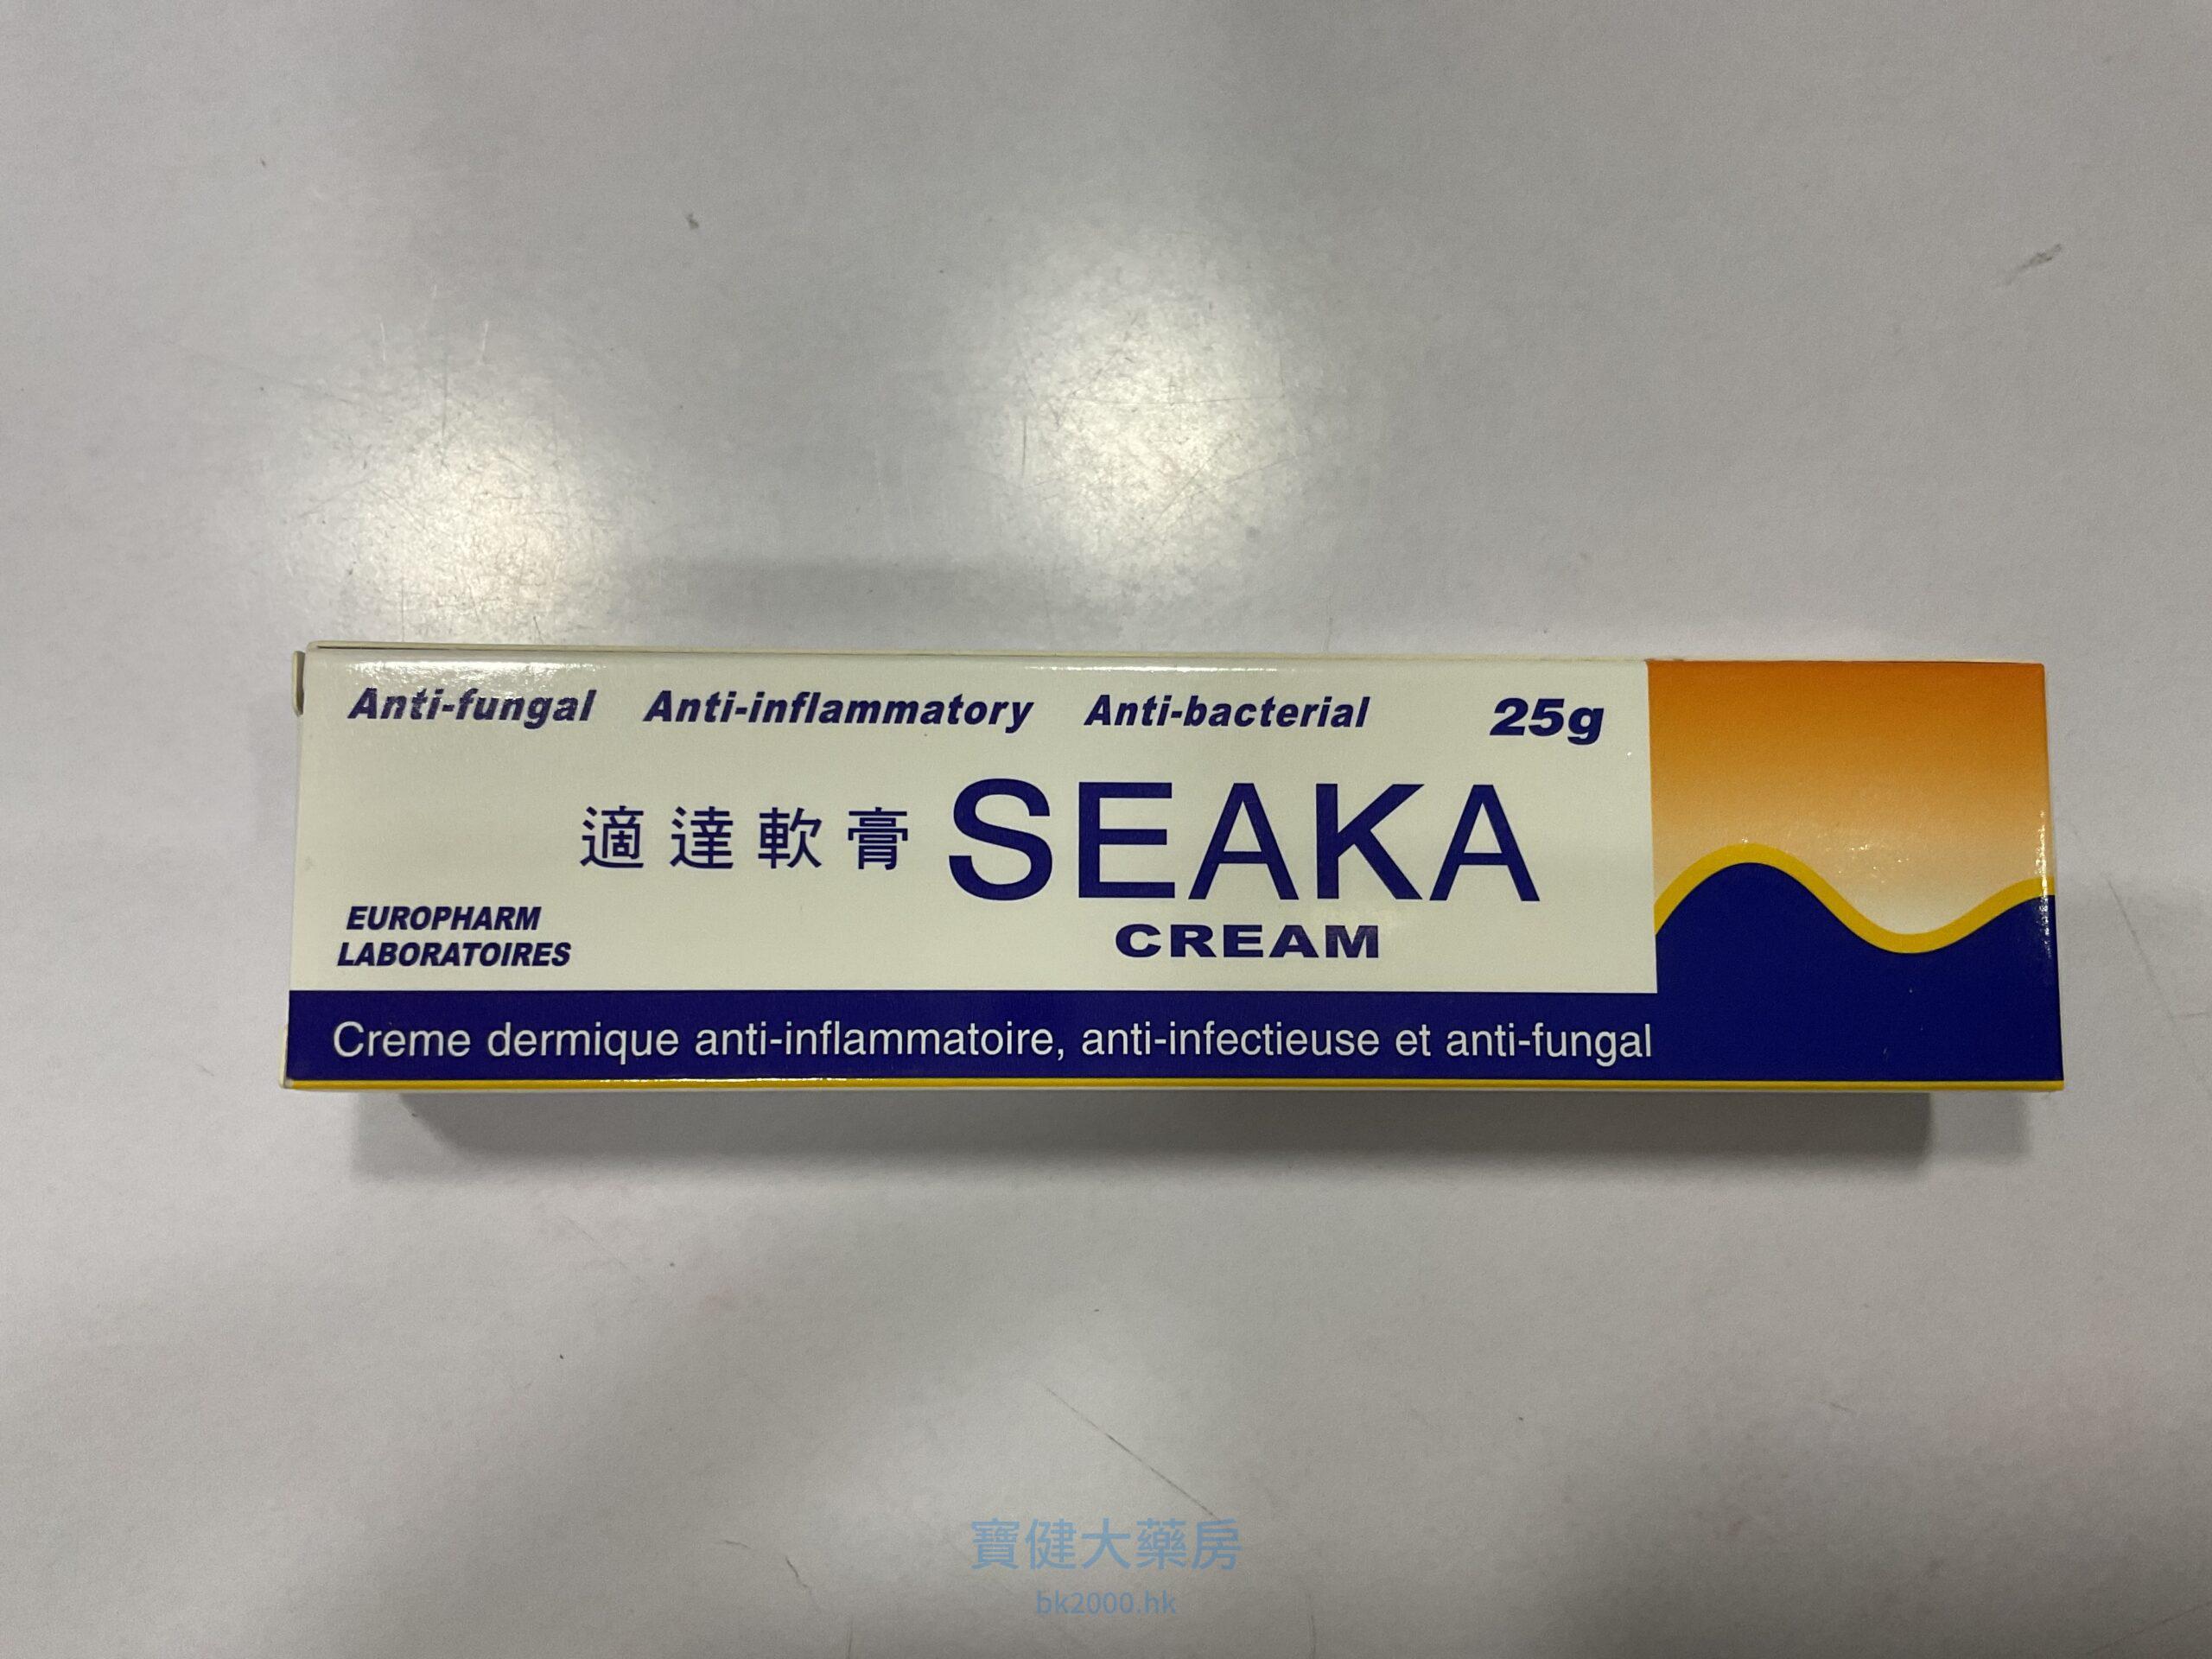 Anti-fungal Anti-inflammatory Anti-bacterial 25g
適達軟膏 SEAKA
CREAM
EUROPHARM
LABORATOIRES
Creme dermique anti-inflammatoire, anti-infectieuse et anti-fungal
寶健大藥房
bk2000.hk